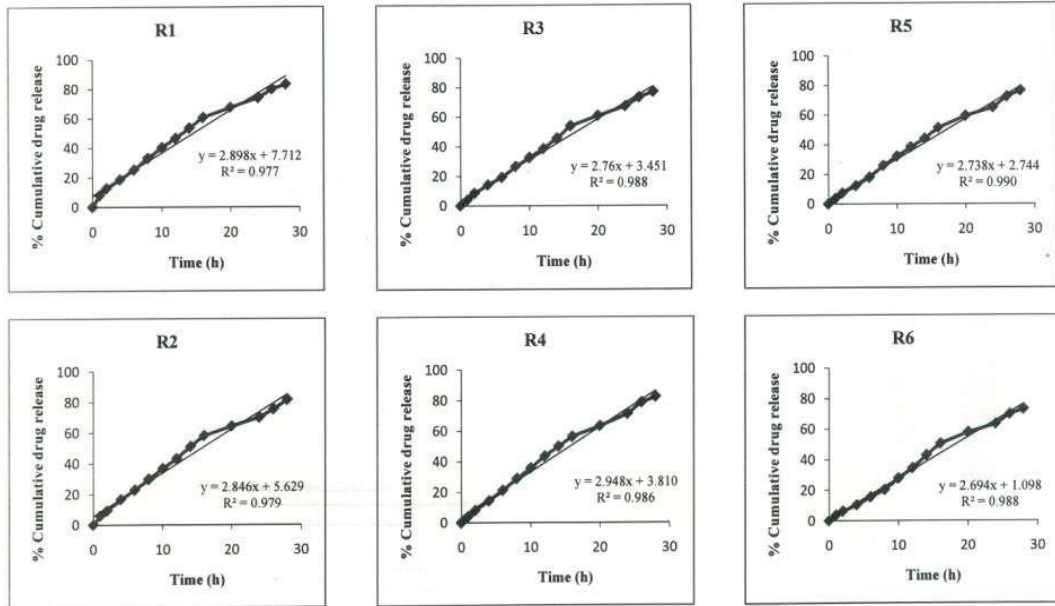 R1
% Cumulative drug release
100
80
60
40
20
0
y = 2.898x + 7.712
R² = 0.977
0 10 20 30
Time (h)
R3
% Cumulative drug release
100
80
60
40
20
0
y = 2.76x + 3.451
R² = 0.988
0 10 20 30
Time (h)
R5
% Cumulative drug release
100
80
60
40
20
0
y = 2.738x + 2.744
R² = 0.990
0 10 20 30
Time (h)
R2
% Cumulative drug release
100
80
60
40
20
0
y = 2.846x + 5.629
R² = 0.979
0 10 20 30
Time (h)
R4
% Cumulative drug release
100
80
60
40
20
0
y = 2.948x + 3.810
R² = 0.986
0 10 20 30
Time (h)
R6
% Cumulative drug release
100
80
60
40
20
0
y = 2.694x + 1.098
R² = 0.988
0 10 20 30
Time (h)